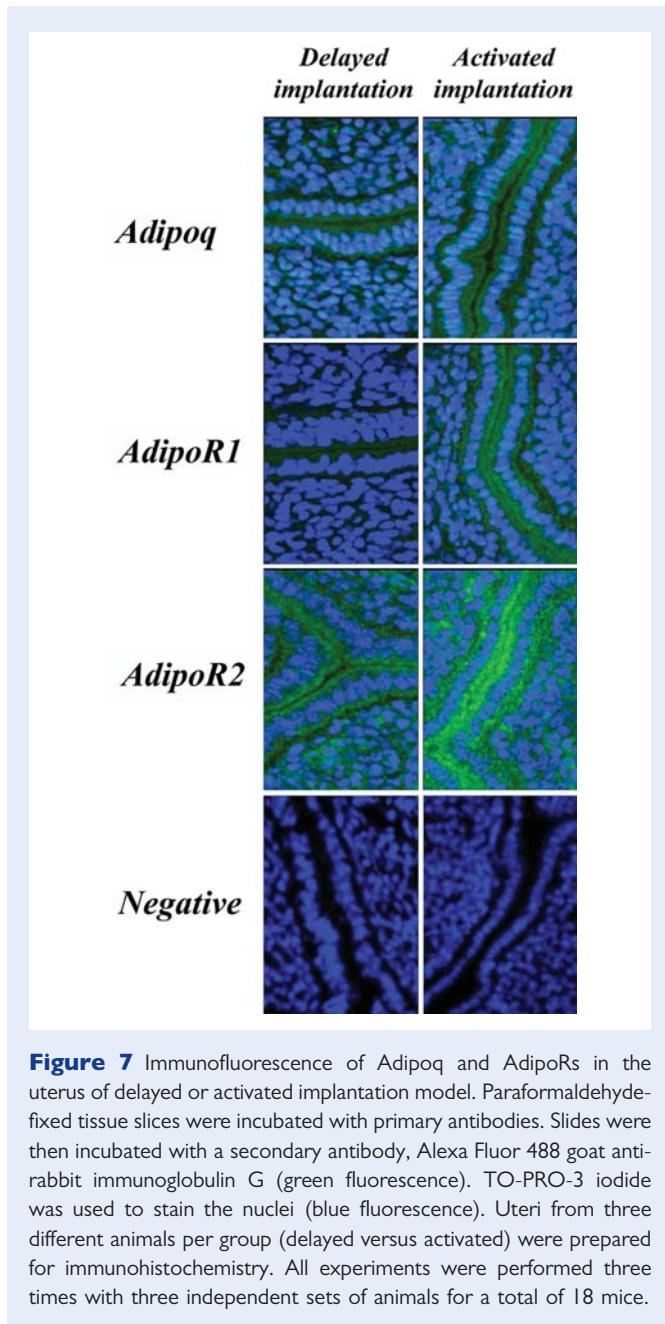 Delayed Activated
implantation implantation
Adipoq
AdipoR1
AdipoR2
Negative
Figure 7 Immunofluorescence of Adipoq and AdipoRs in the
uterus of delayed or activated implantation model. Paraformaldehyde-
fixed tissue slices were incubated with primary antibodies. Slides were
then incubated with a secondary antibody, Alexa Fluor 488 goat anti-
rabbit immunoglobulin G (green fluorescence). TO-PRO-3 iodide
was used to stain the nuclei (blue fluorescence). Uteri from three
different animals per group (delayed versus activated) were prepared
for immunohistochemistry. All experiments were performed three
times with three independent sets of animals for a total of 18 mice.